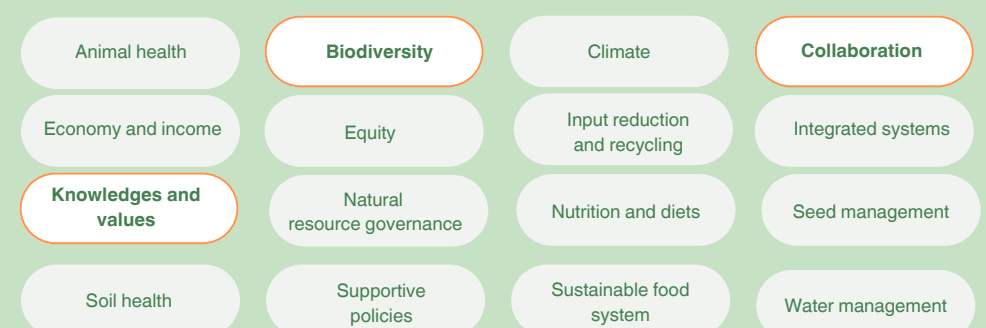 Animal health
Biodiversity
Climate
Collaboration
Economy and income
Equity
Input reduction
and recycling
Integrated systems
Knowledges and
values
Natural
resource governance
Nutrition and diets
Seed management
Soil health
Supportive
policies
Sustainable food
system
Water management